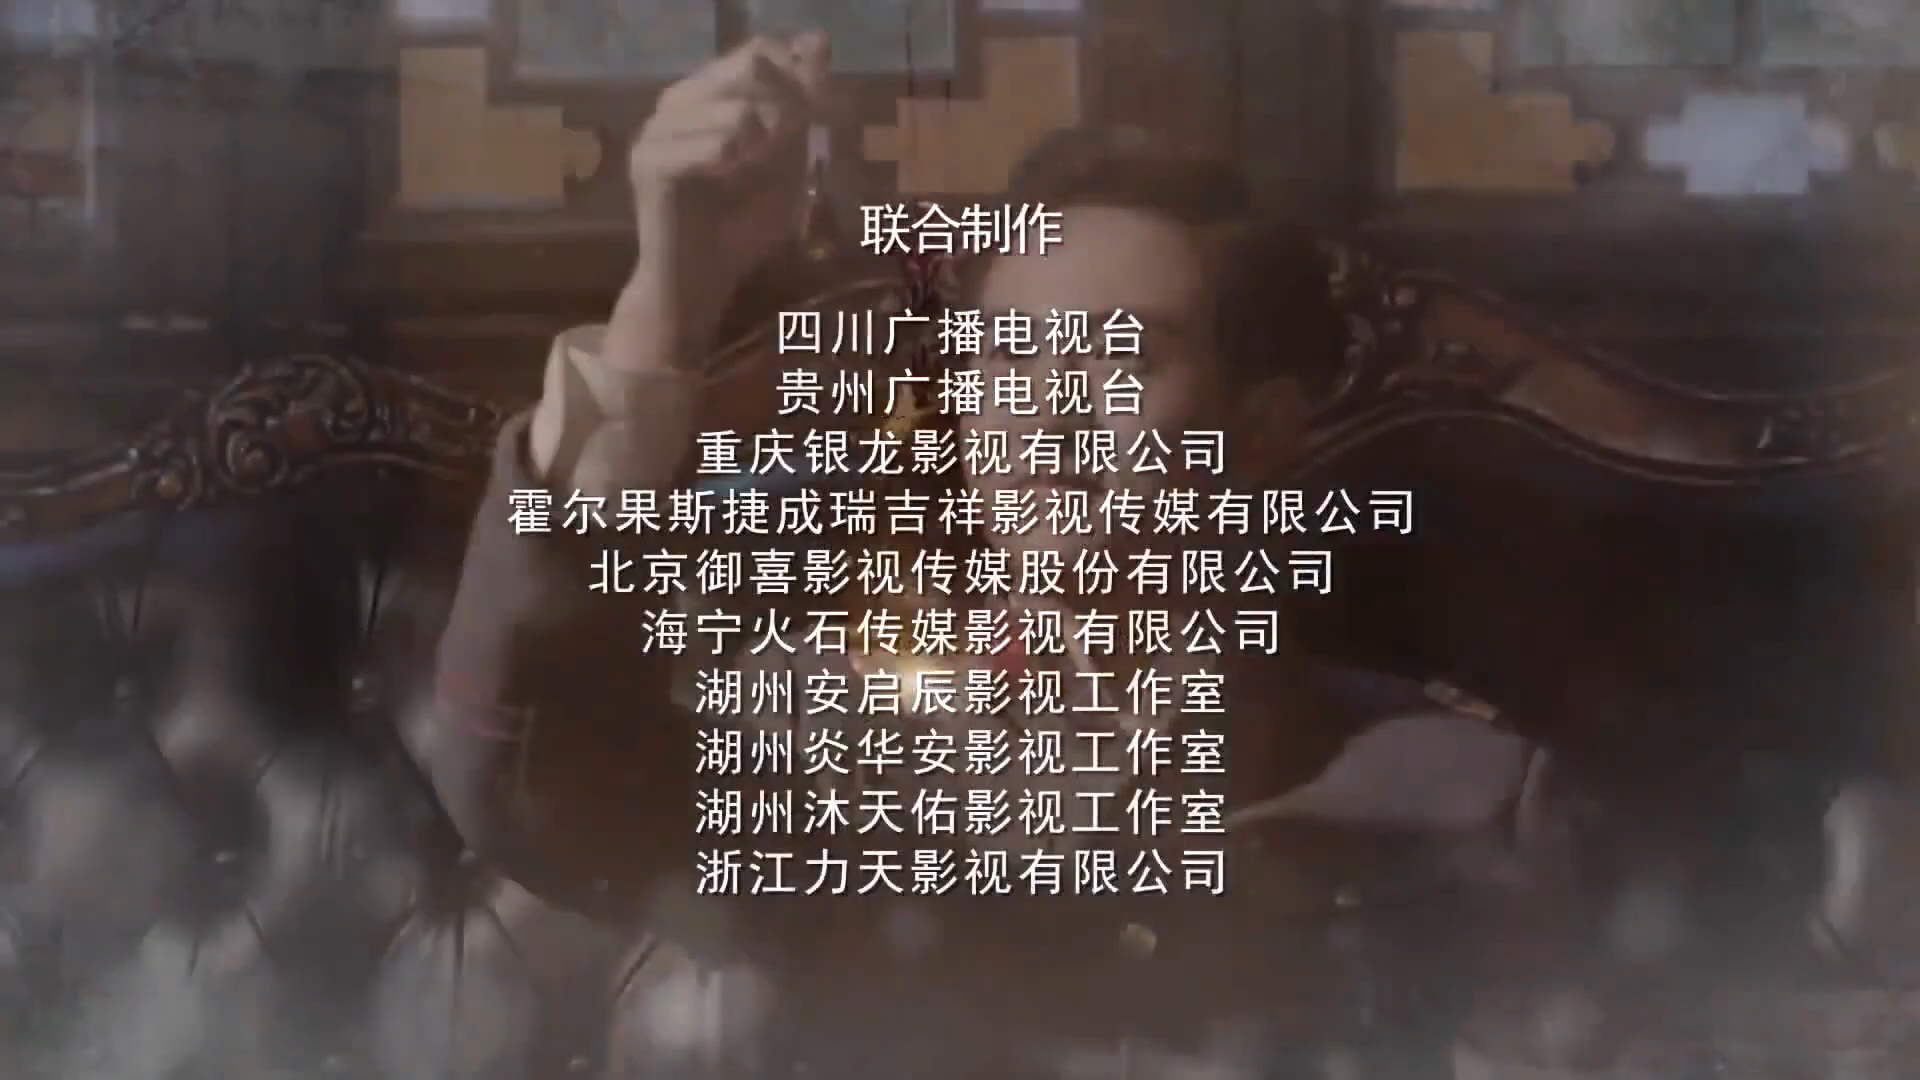 联合制作
四川广播电视台
贵州广播电视台
重庆银龙影视有限公司
霍尔果斯捷成瑞吉祥影视传媒有限公司
北京御喜影视传媒股份有限公司
海宁火石传媒影视有限公司
湖州安启辰影视工作室
湖州炎华安影视工作室
湖州沐天佑影视工作室
浙江力天影视有限公司